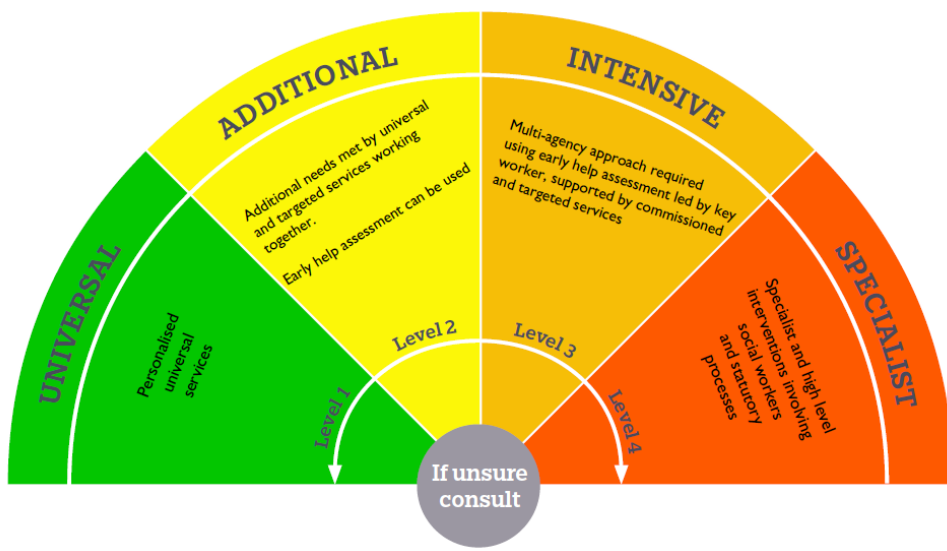 UNIVERSAL
Personalised
universal
services
Level 1
ADDITIONAL
Additional needs met by universal
and targeted services working
together.
Early help assessment can be used
Level 2
INTENSIVE
Multi-agency approach required
using early help assessment led by key
worker, supported by commissioned
and targeted services
Level 3
SPECIALIST
Specialist and high level
interventions involving
social workers
and statutory
processes
Level 4
If unsure
consult